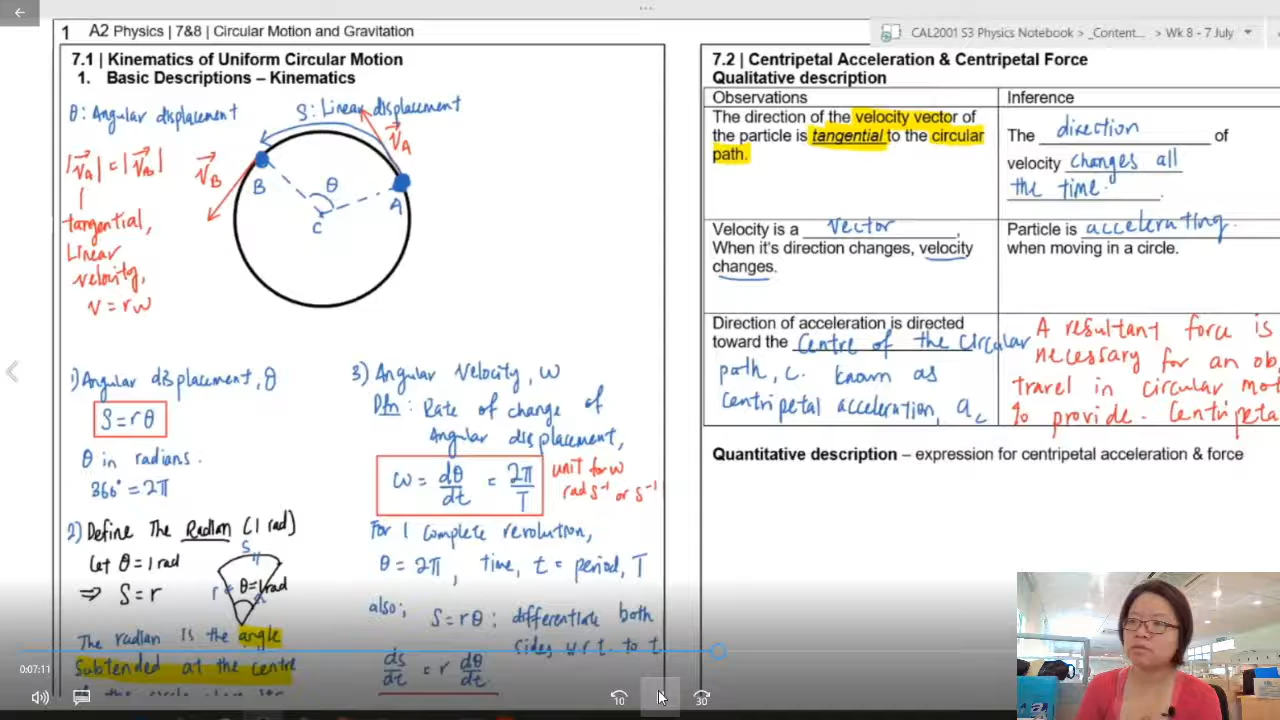 1 A2 Physics | 7&8 | Circular Motion and Gravitation
CAL2001 S3 Physics Notebook > _Content... > Wk 8 - 7 July
7.1 | Kinematics of Uniform Circular Motion
1. Basic Descriptions – Kinematics
θ: Angular displacement
S: Linear displacement
|v⃗A| = |v⃗B|
v⃗B
v⃗A
B
θ
A
C
tangential,
Linear
velocity,
v = rω
1) Angular displacement, θ
S = rθ
θ in radians.
360° = 2π
2) Define The Radian (1 rad)
let θ = 1 rad
⇒ S = r
S
r
θ = 1 rad
The radian is the angle
subtended at the centre
3) Angular Velocity, ω
Dfn: Rate of change of
Angular displacement,
ω = dθ/dt = 2π/T
unit for ω
rad s⁻¹ or s⁻¹
For 1 complete revolution,
θ = 2π, time, t = period, T
also; S = rθ: differentiate both
sides w.r.t. to t
ds/dt = r dθ/dt
7.2 | Centripetal Acceleration & Centripetal Force
Qualitative description
Observations
Inference
The direction of the velocity vector of
the particle is tangential to the circular
path.
The direction of
velocity changes all
the time.
Velocity is a vector.
When it's direction changes, velocity
changes.
Particle is accelerating.
when moving in a circle.
Direction of acceleration is directed
toward the centre of the circular
path, c. known as
centripetal acceleration, ac
A resultant force is
necessary for an ob
travel in circular mot
to provide. Centripeta
Quantitative description – expression for centripetal acceleration & force
0:07:11
10
30